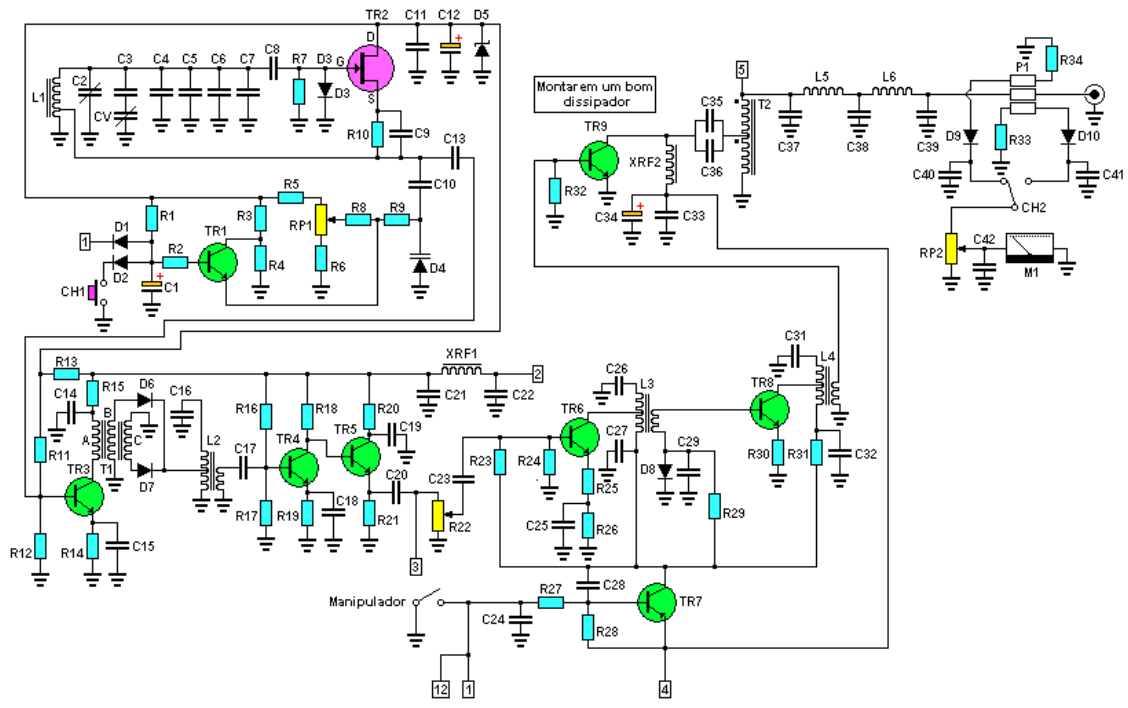 TR2 C11 C12 D5
D
C3 C4 C5 C6 C7 C8 R7 D3 G
L1 C2 D3
CV S
R10 C9 C13
C10
R5
R1 R3 RP1 R8 R9
1 D1 R2 TR1
D2 R4 R6 D4
CH1 C1
Montarem um bom
dissipador
5
L5 L6 P1 R34
TR9 C35 T2
C36 C37 C38 C39 D9 R33 D10
XRF2
R32 C40 C41
C34 C33 CH2
RP2 C42
M1
R13 XRF1
R15 D6 C16 2
C14 C21 C22
B R16 R18 R20
A C L2 C19
R11 TR4 TR5
TR3 T1 D7 C17
C20 C23
R12 R14 C15 R17 R19 C18 R21 R22
3
C26 L3 C31 L4
TR6 TR8
C27
R23 R24 D8 C29 R30 R31 C32
R25
C25 R26 R29
Manipulador R27 C28 TR7
C24 R28
12 1 4